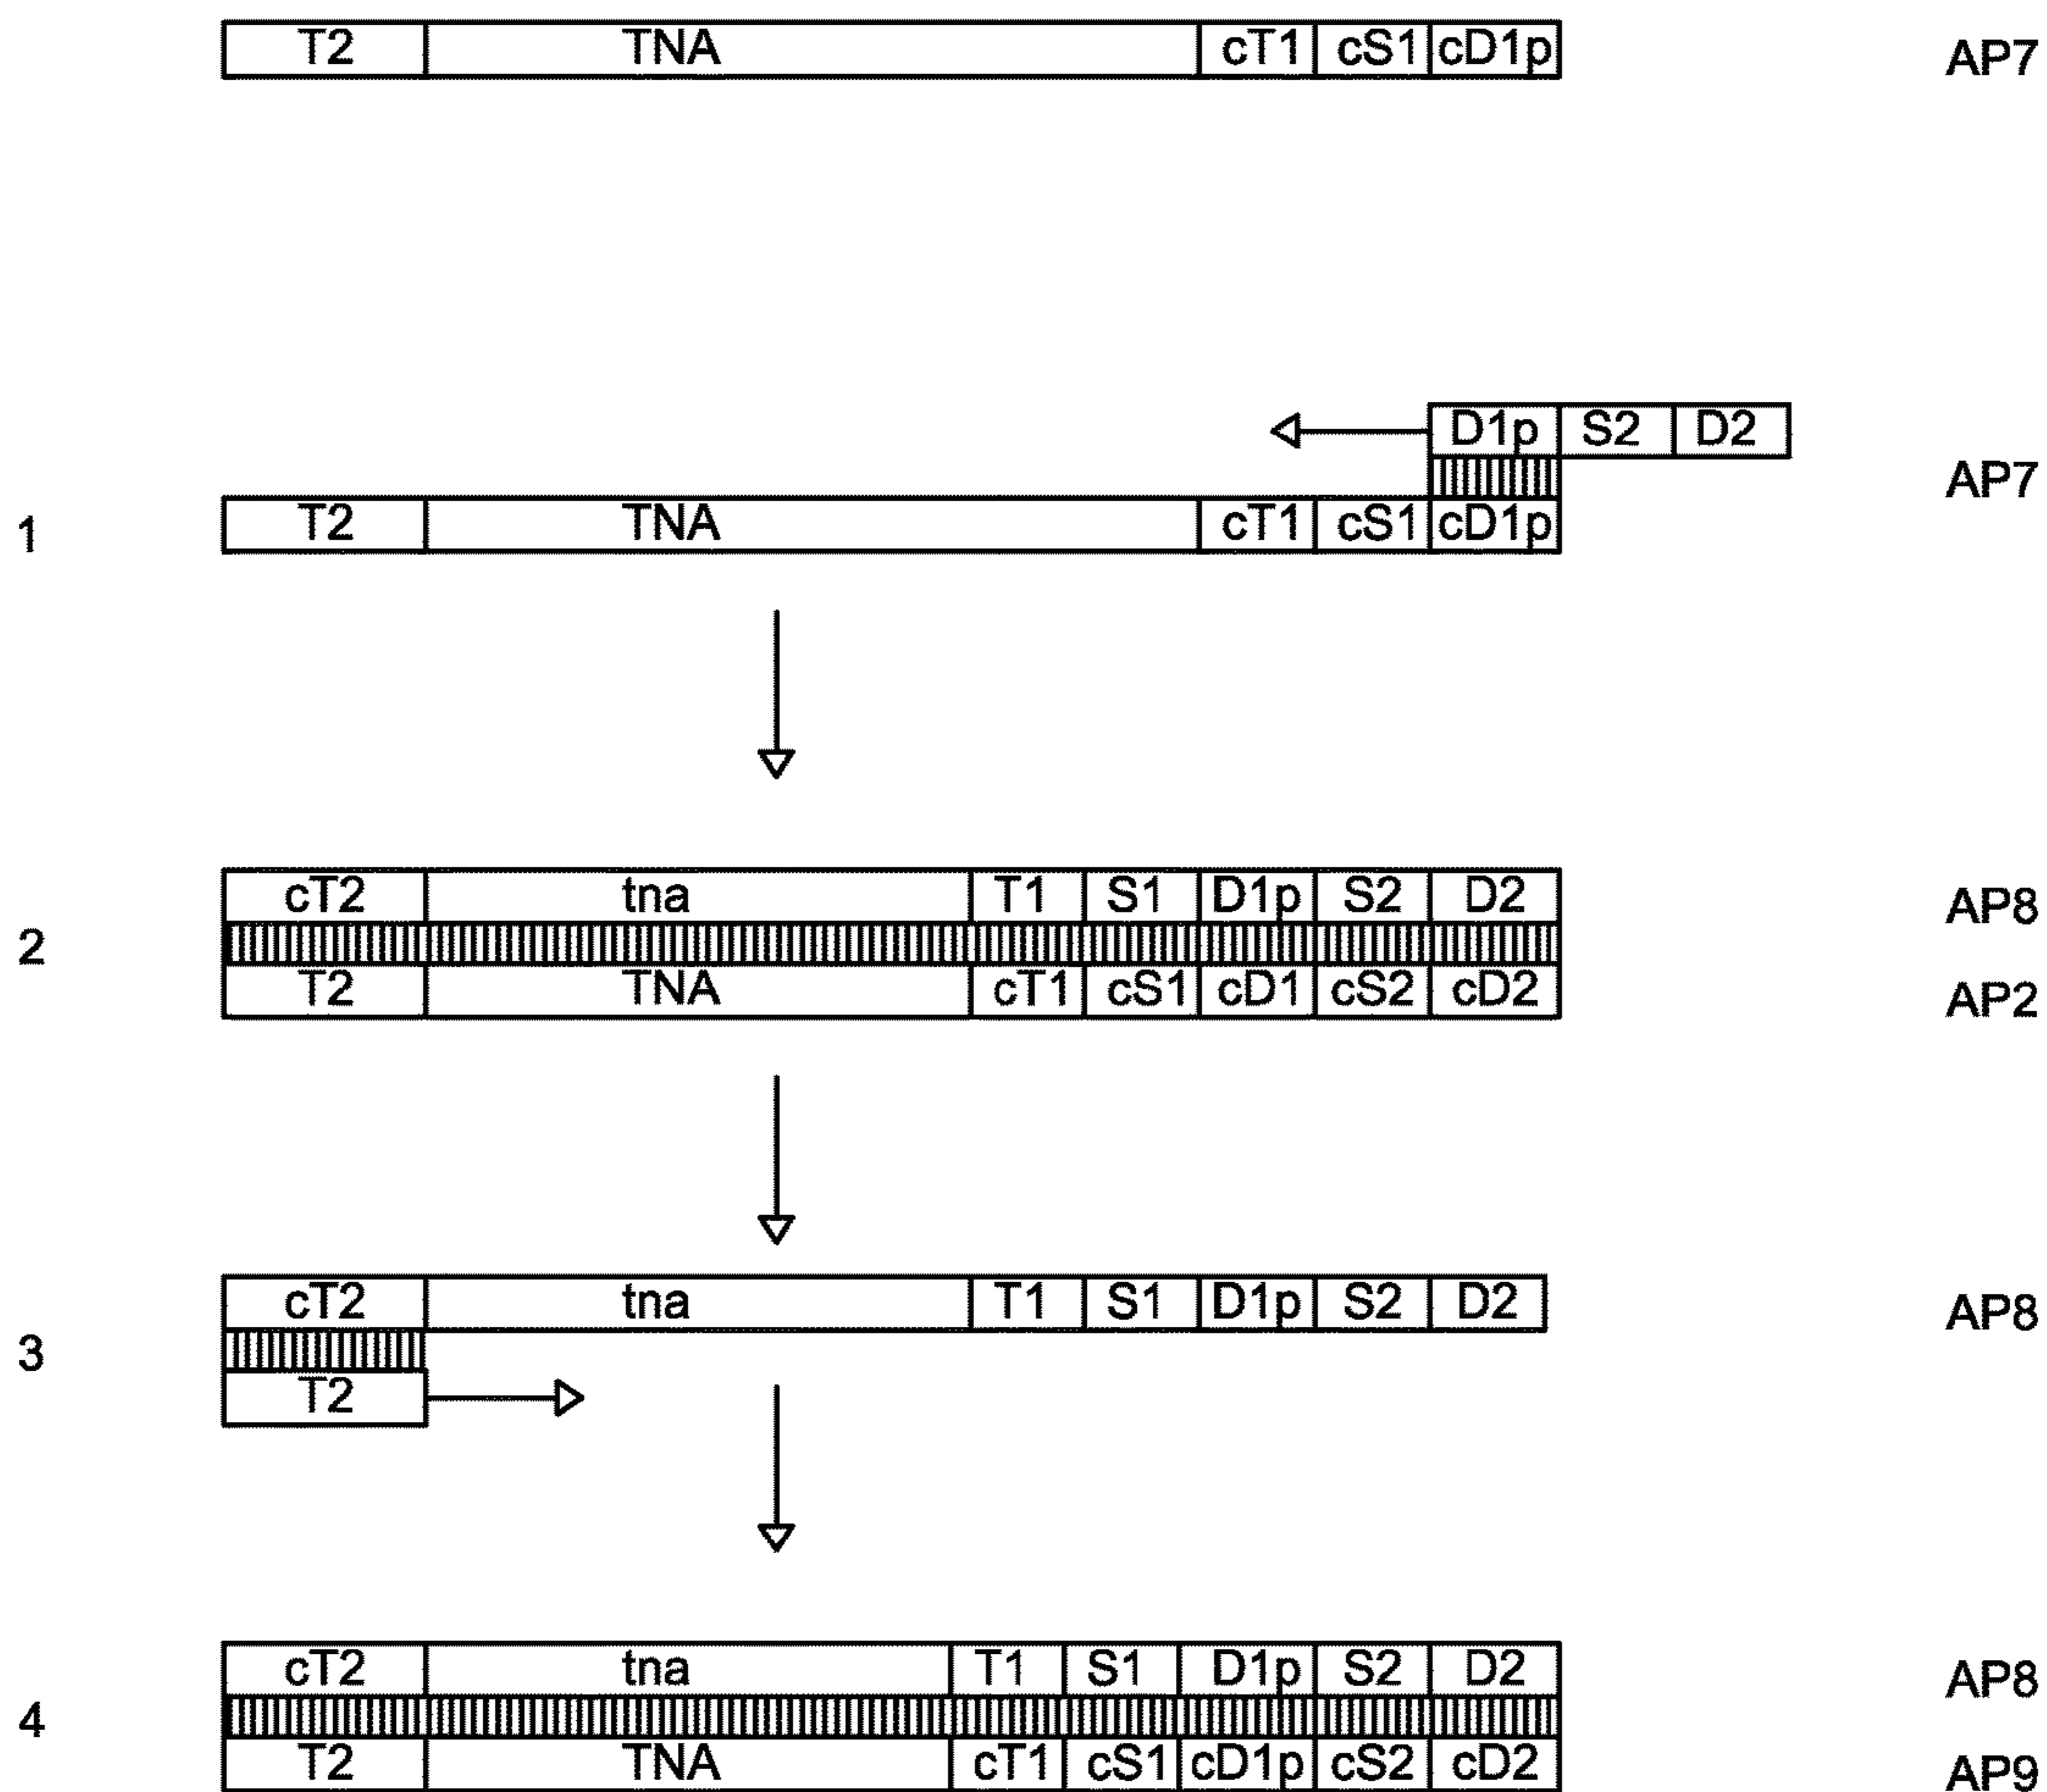 T2 TNA cT1 cS1 cD1p AP7
D1p S2 D2
AP7
1 T2 TNA cT1 cS1 cD1p
cT2 tna T1 S1 D1p S2 D2 AP8
2
T2 TNA cT1 cS1 cD1 cS2 cD2 AP2
cT2 tna T1 S1 D1p S2 D2 AP8
3
T2
cT2 tna T1 S1 D1p S2 D2 AP8
4
T2 TNA cT1 cS1 cD1p cS2 cD2 AP9